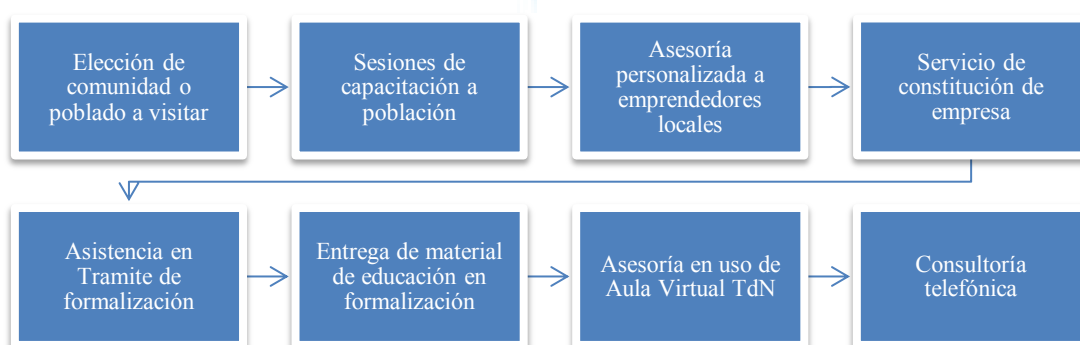 Elección de
comunidad o
poblado a visitar
Sesiones de
capacitación a
población
Asesoría
personalizada a
emprendedores
locales
Servicio de
constitución de
empresa
Asistencia en
Tramite de
formalización
Entrega de material
de educación en
formalización
Asesoría en uso de
Aula Virtual TdN
Consultoría
telefónica